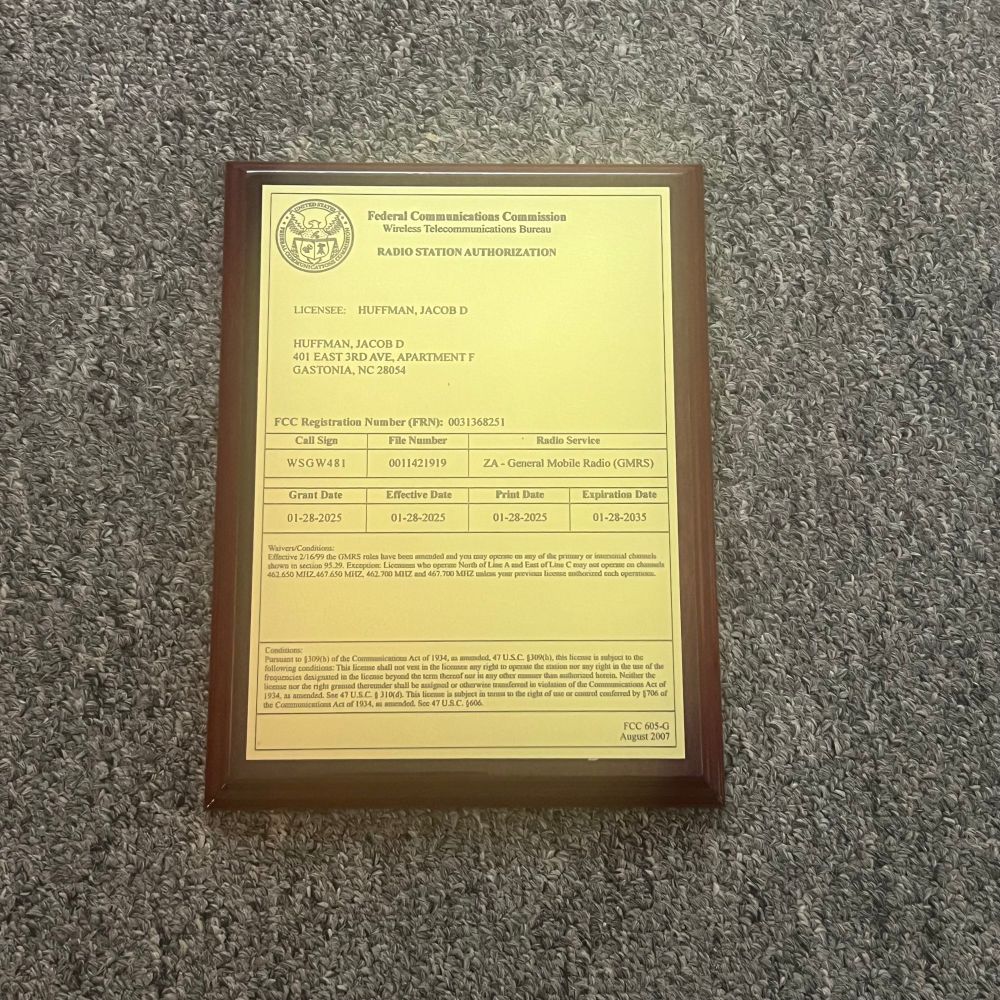 UNITED STATES
FEDERAL COMMUNICATIONS COMMISSION
Federal Communications Commission
Wireless Telecommunications Bureau
RADIO STATION AUTHORIZATION
LICENSEE: HUFFMAN, JACOB D
HUFFMAN, JACOB D
401 EAST 3RD AVE, APARTMENT F
GASTONIA, NC 28054
FCC Registration Number (FRN): 0031368251
Call Sign File Number Radio Service
WSGW481 0011421919 ZA - General Mobile Radio (GMRS)
Grant Date Effective Date Print Date Expiration Date
01-28-2025 01-28-2025 01-28-2025 01-28-2035
Waivers/Conditions:
Effective 2/16/99 the GMRS rules have been amended and you may operate on any of the primary or interstitial channels
shown in section 95.29. Exception: Licensees who operate North of Line A and East of Line C may not operate on channels
462.650 MHZ, 467.650 MHZ, 462.700 MHZ and 467.700 MHZ unless your previous license authorized such operations.
Conditions:
Pursuant to §309(h) of the Communications Act of 1934, as amended, 47 U.S.C. §309(h), this license is subject to the
following conditions: This license shall not vest in the licensee any right to operate the station nor any right in the use of the
frequencies designated in the license beyond the term thereof nor in any other manner than authorized herein. Neither the
license nor the right granted thereunder shall be assigned or otherwise transferred in violation of the Communications Act of
1934, as amended. See 47 U.S.C. § 310(d). This license is subject in terms to the right of use or control conferred by §706 of
the Communications Act of 1934, as amended. See 47 U.S.C. §606.
FCC 605-G
August 2007